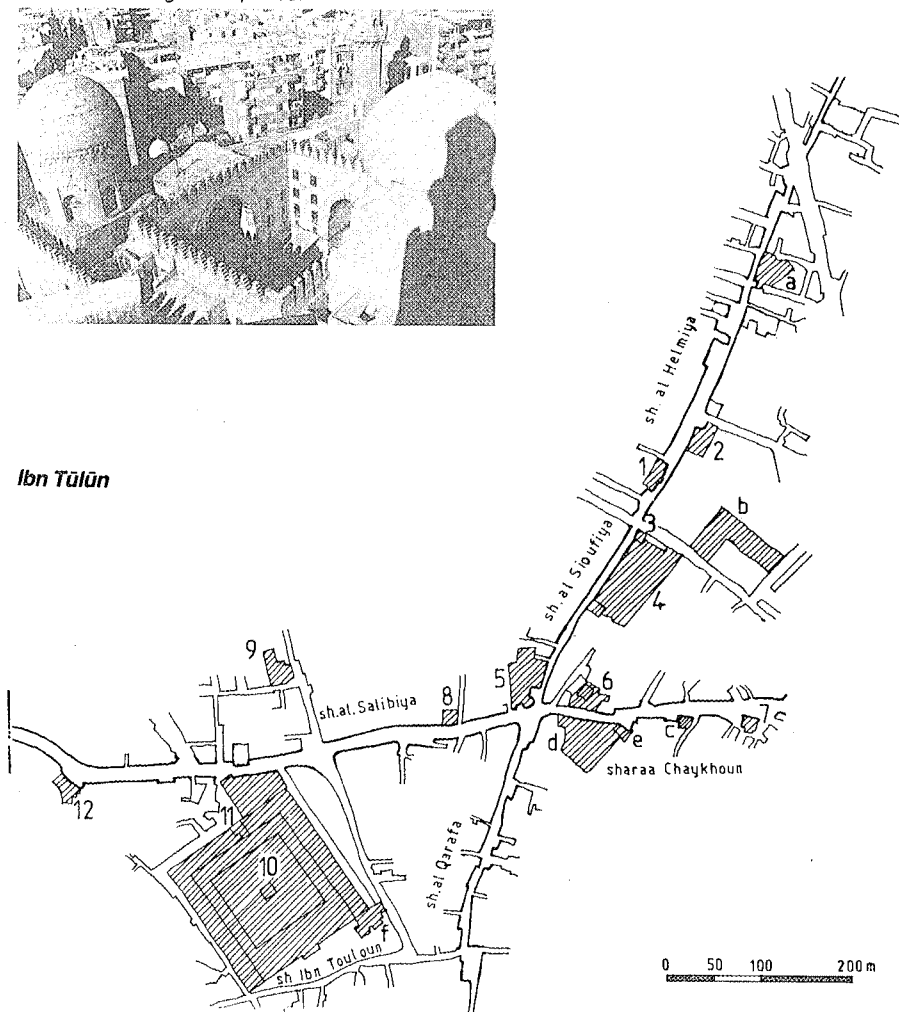 a
sh. al Helmiya
2
1
Ibn Tūlūn
b
3
sh. al Sioufiya
4
9
5
6
8
sh.al. Salibiya
7
c
d
e
sharaa Chaykhoun
12
11
10
sh.al Qarafa
f
sh Ibn Touloun
0 50 100 200 m